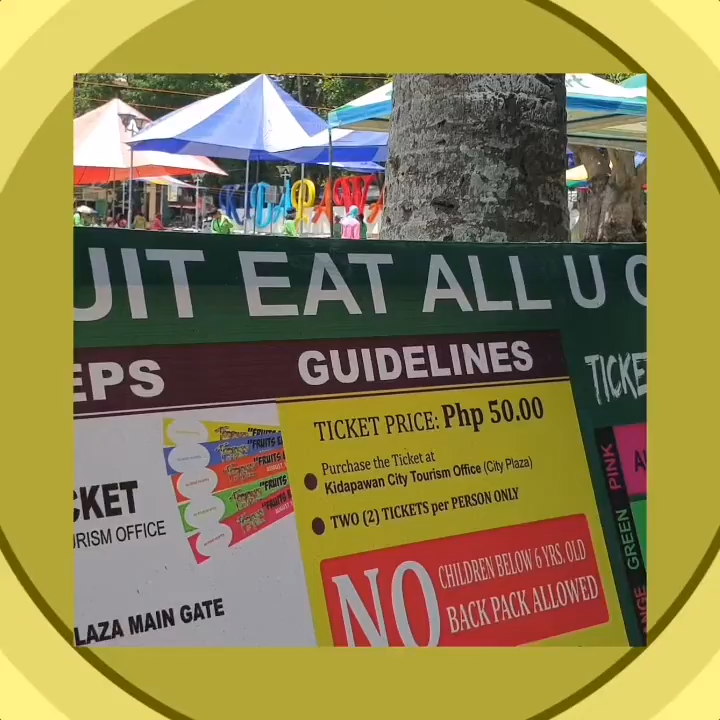 UIT EAT ALL U C
EPS
GUIDELINES
TICKE
TICKET PRICE: Php 50.00
Purchase the Ticket at
Kidapawan City Tourism Office (City Plaza)
TWO (2) TICKETS per PERSON ONLY
NO CHILDREN BELOW 6 YRS. OLD
BACK PACK ALLOWED
CKET
RISM OFFICE
LAZA MAIN GATE
PINK
GREEN
NGE